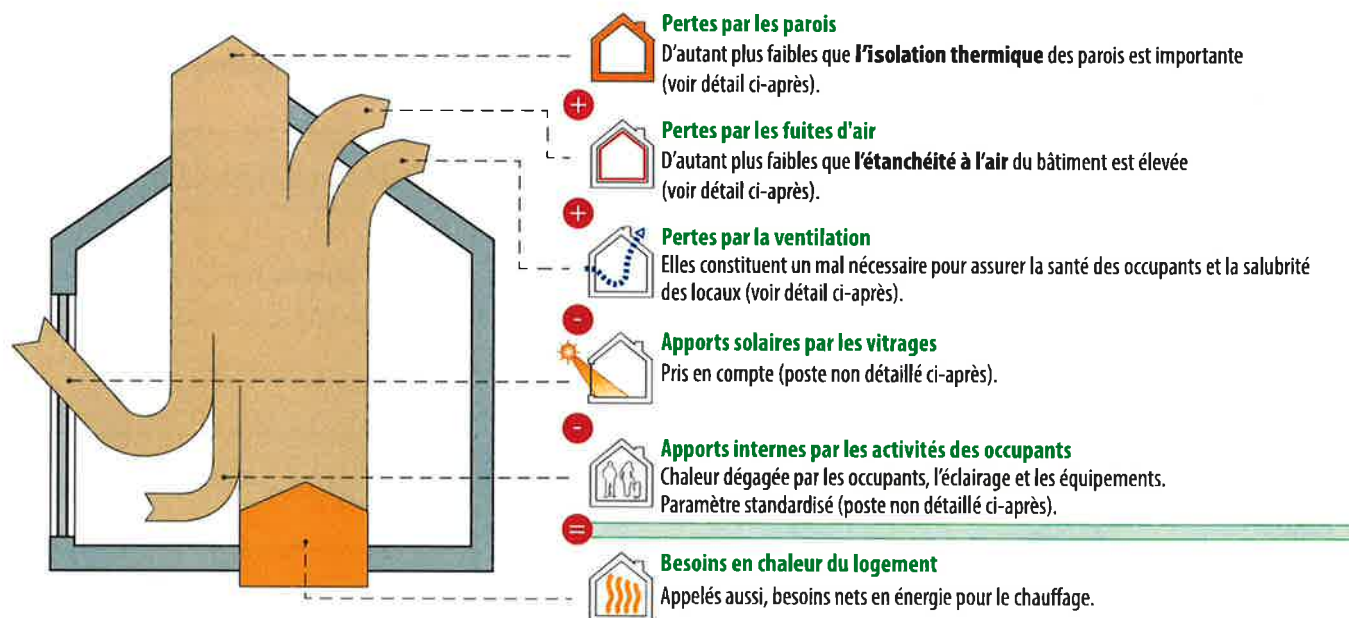 Pertes par les parois
D'autant plus faibles que l'isolation thermique des parois est importante
(voir détail ci-après).
+
Pertes par les fuites d'air
D'autant plus faibles que l'étanchéité à l'air du bâtiment est élevée
(voir détail ci-après).
+
Pertes par la ventilation
Elles constituent un mal nécessaire pour assurer la santé des occupants et la salubrité
des locaux (voir détail ci-après).
-
Apports solaires par les vitrages
Pris en compte (poste non détaillé ci-après).
-
Apports internes par les activités des occupants
Chaleur dégagée par les occupants, l'éclairage et les équipements.
Paramètre standardisé (poste non détaillé ci-après).
=
Besoins en chaleur du logement
Appelés aussi, besoins nets en énergie pour le chauffage.